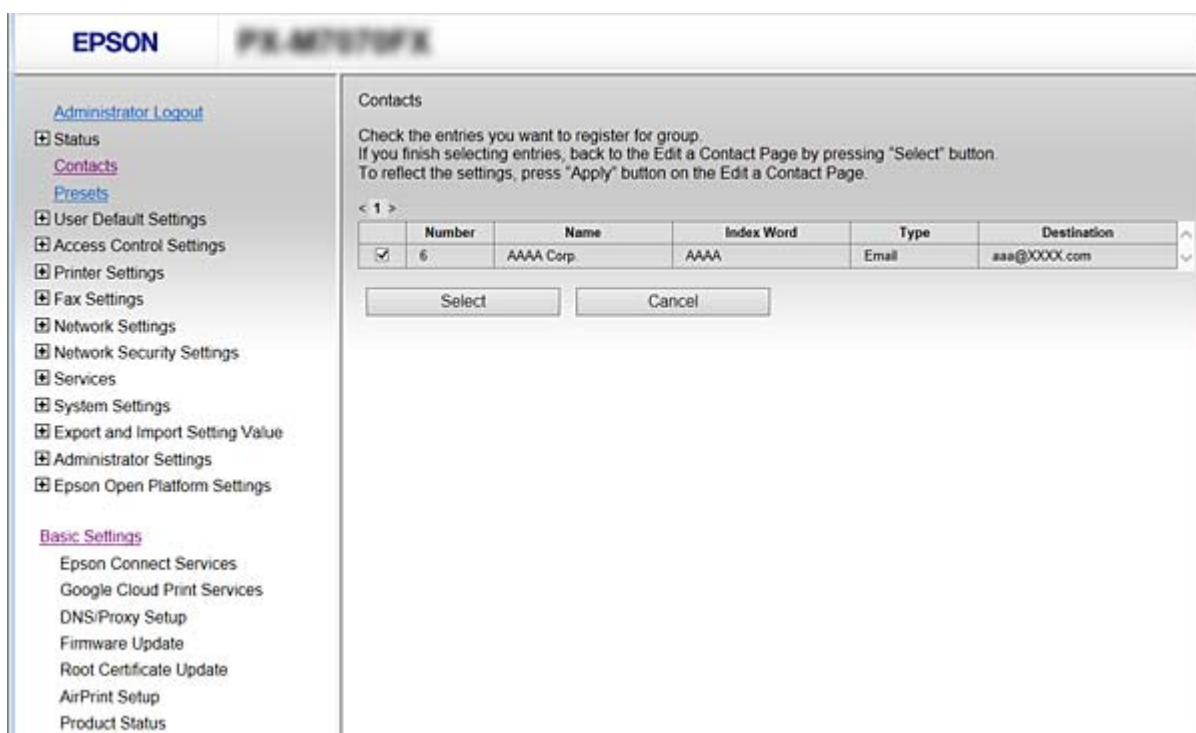 EPSON
Administrator Logout
Status
Contacts
Presets
User Default Settings
Access Control Settings
Printer Settings
Fax Settings
Network Settings
Network Security Settings
Services
System Settings
Export and Import Setting Value
Administrator Settings
Epson Open Platform Settings
Basic Settings
Epson Connect Services
Google Cloud Print Services
DNS/Proxy Setup
Firmware Update
Root Certificate Update
AirPrint Setup
Product Status
Contacts
Check the entries you want to register for group.
If you finish selecting entries, back to the Edit a Contact Page by pressing "Select" button.
To reflect the settings, press "Apply" button on the Edit a Contact Page.
< 1 >
Number Name Index Word Type Destination
6 AAAA Corp. AAAA Email aaa@XXXX.com
Select Cancel